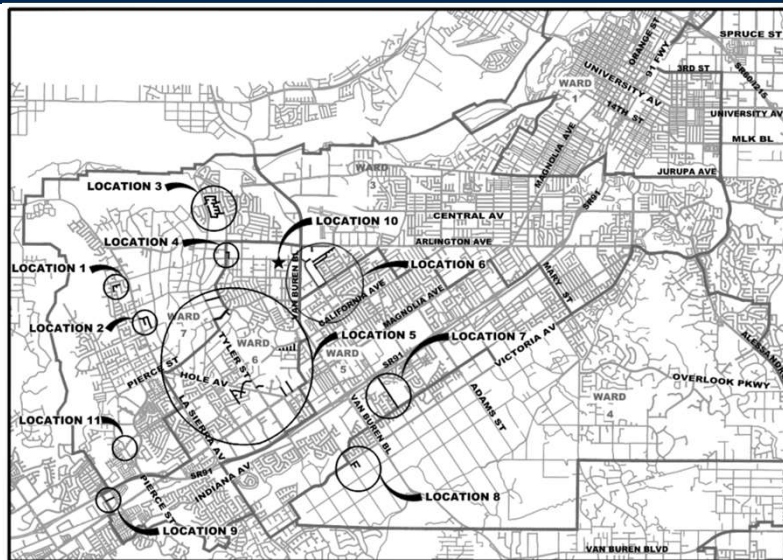 ORANGE ST
91 FWY
SPRUCE ST
3RD ST
SR60/I215
WARD
1
UNIVERSITY AV
14TH ST
UNIVERSITY AV
MLK BL
MAGNOLIA AVE
JURUPA AVE
WARD
3
LOCATION 3
LOCATION 10
CENTRAL AV
SR91
LOCATION 4
ARLINGTON AVE
LOCATION 1
VAN BUREN BL
LOCATION 6
CALIFORNIA AVE
MAGNOLIA AVE
MARY ST
LOCATION 2
WARD
7
TYLER ST
WARD
6
LOCATION 5
WARD
5
LOCATION 7
VICTORIA AV
SR91
PIERCE ST
HOLE AV
OVERLOOK PKWY
LA SIERRA AV
VAN BUREN BL
ADAMS ST
WARD
4
LOCATION 11
SR91
INDIANA AV
PIERCE ST
LOCATION 8
LOCATION 9
VAN BUREN BLVD